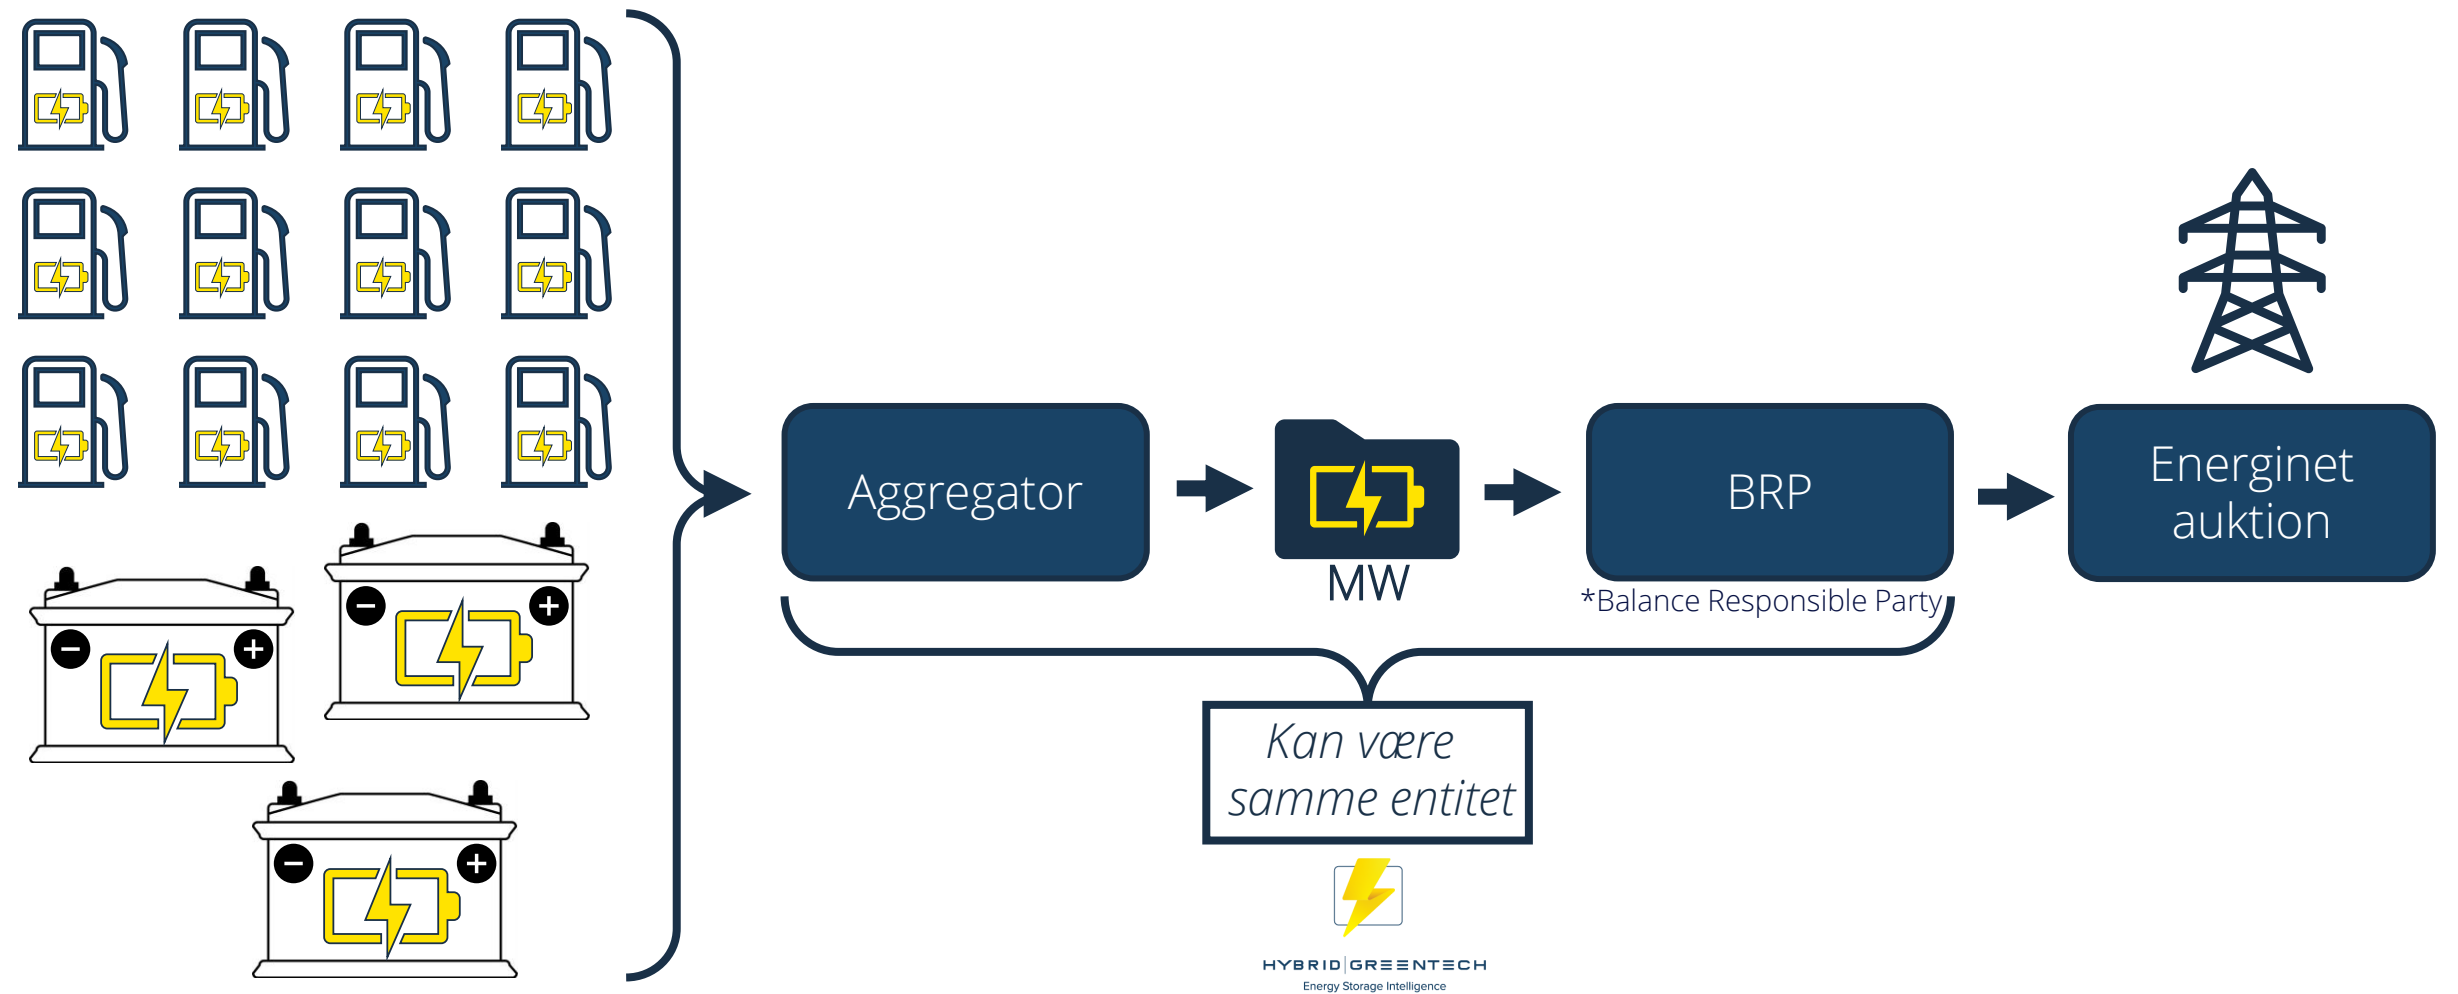 Aggregator
MW
BRP
*Balance Responsible Party
Energinet
auktion
Kan være
samme entitet
HYBRID GREENTECH
Energy Storage Intelligence